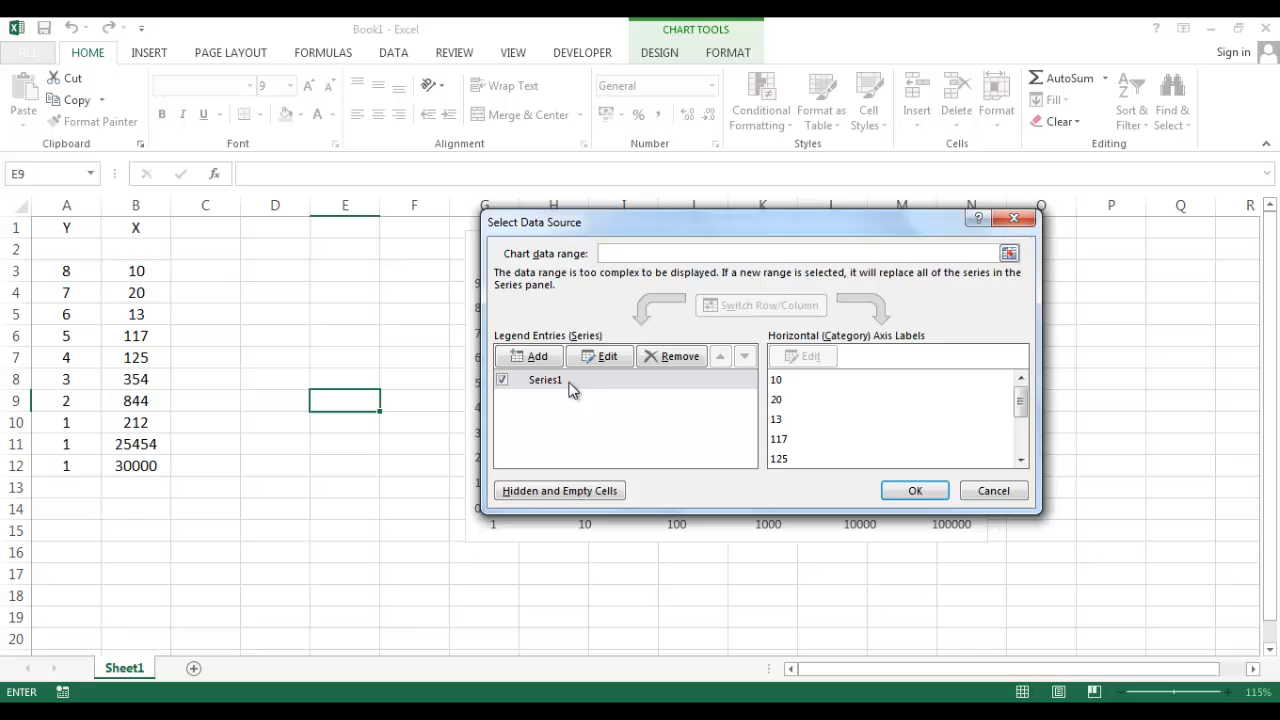 Book1 - Excel
CHART TOOLS
?
FILE
HOME
INSERT
PAGE LAYOUT
FORMULAS
DATA
REVIEW
VIEW
DEVELOPER
DESIGN
FORMAT
Sign in
Paste
Cut
Copy
Format Painter
Clipboard
9
A A
B I U
A
Font
Wrap Text
Merge & Center
Alignment
General
% ,
Number
Conditional Formatting
Format as Table
Cell Styles
Styles
Insert
Delete
Format
Cells
AutoSum
Fill
Clear
Sort & Filter
Find & Select
Editing
E9
fx
A B C D E F G H I J K L M N O P Q R
1 Y X
2
3 8 10
4 7 20
5 6 13
6 5 117
7 4 125
8 3 354
9 2 844
10 1 212
11 1 25454
12 1 30000
13
14
15
16
17
18
19
20
Select Data Source
?
Chart data range:
The data range is too complex to be displayed. If a new range is selected, it will replace all of the series in the
Series panel.
Switch Row/Column
Legend Entries (Series)
Add
Edit
Remove
Series1
Horizontal (Category) Axis Labels
Edit
10
20
13
117
125
Hidden and Empty Cells
OK
Cancel
1 10 100 1000 10000 100000
Sheet1
ENTER
115%